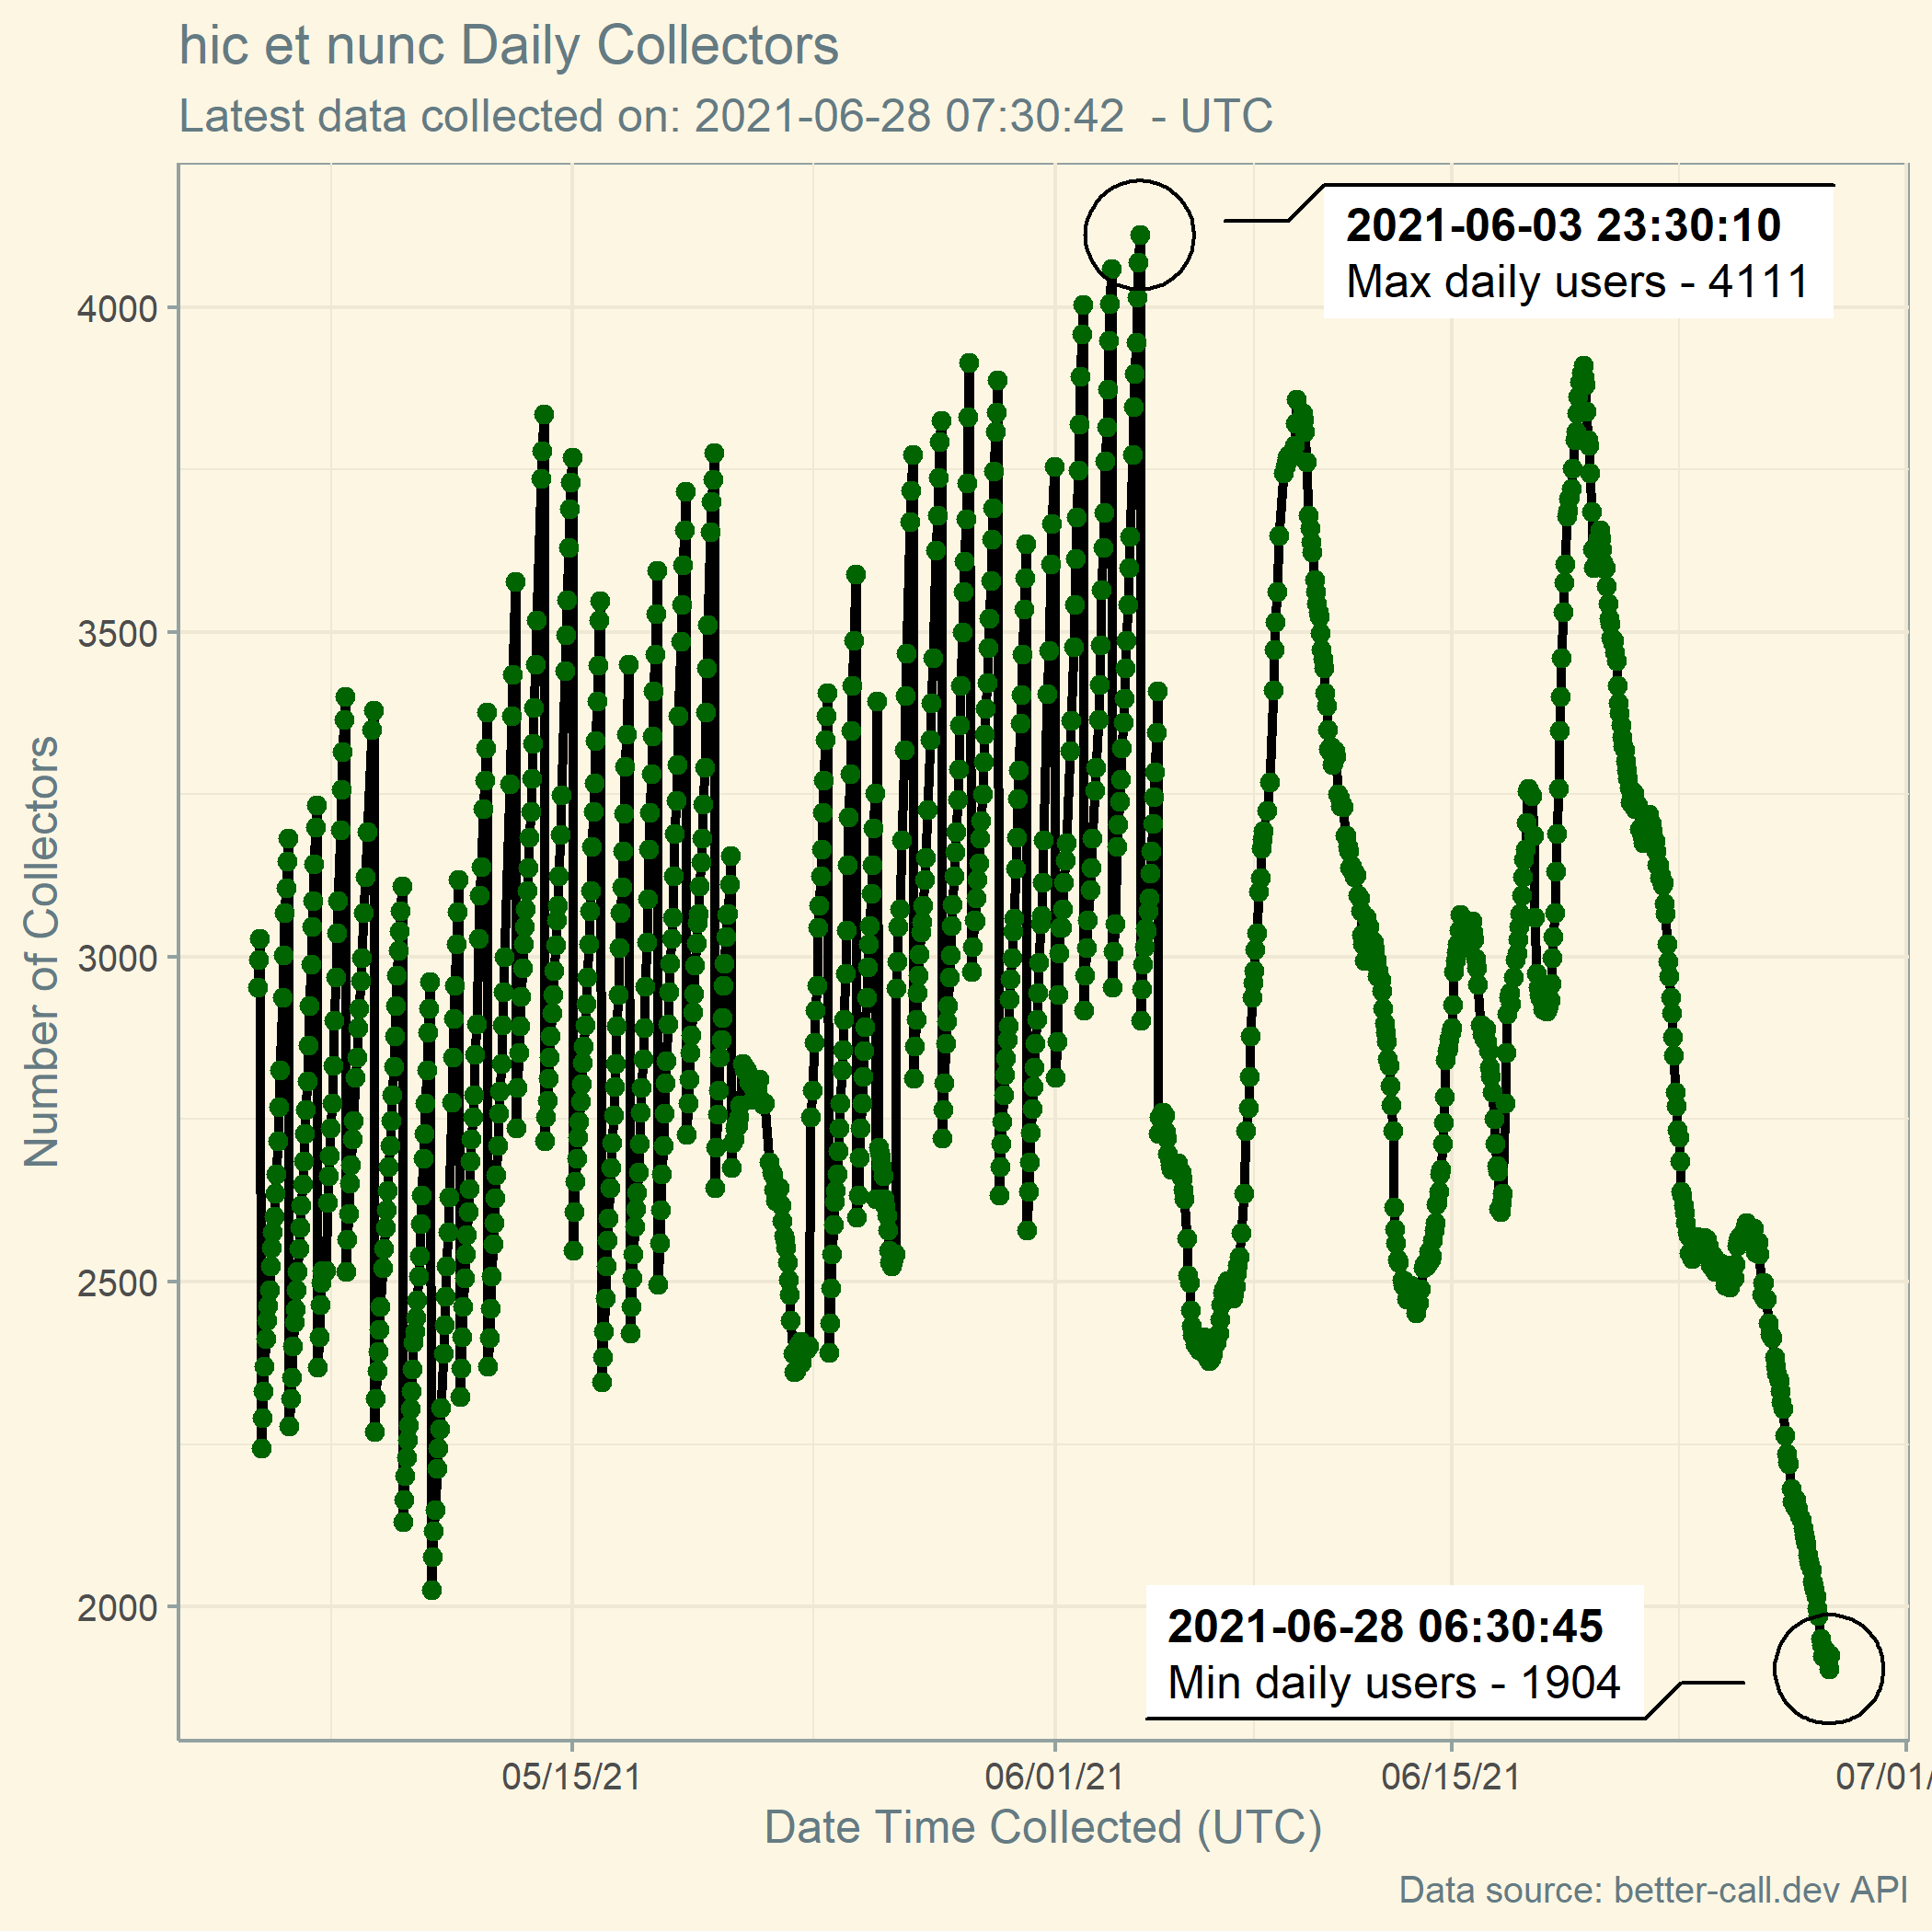 hic et nunc Daily Collectors
Latest data collected on: 2021-06-28 07:30:42  - UTC
2021-06-03 23:30:10
Max daily users - 4111
4000
3500
3000
2500
2000
Number of Collectors
2021-06-28 06:30:45
Min daily users - 1904
05/15/21
06/01/21
06/15/21
07/01/
Date Time Collected (UTC)
Data source: better-call.dev API